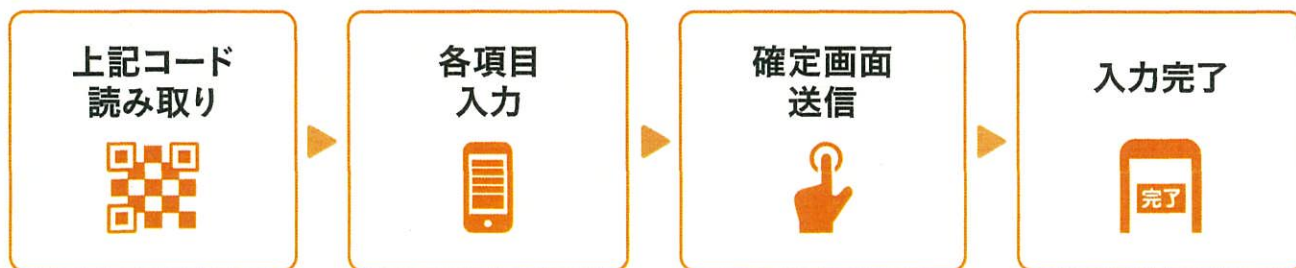 上記コード
読み取り
各項目
入力
確定画面
送信
入力完了
完了